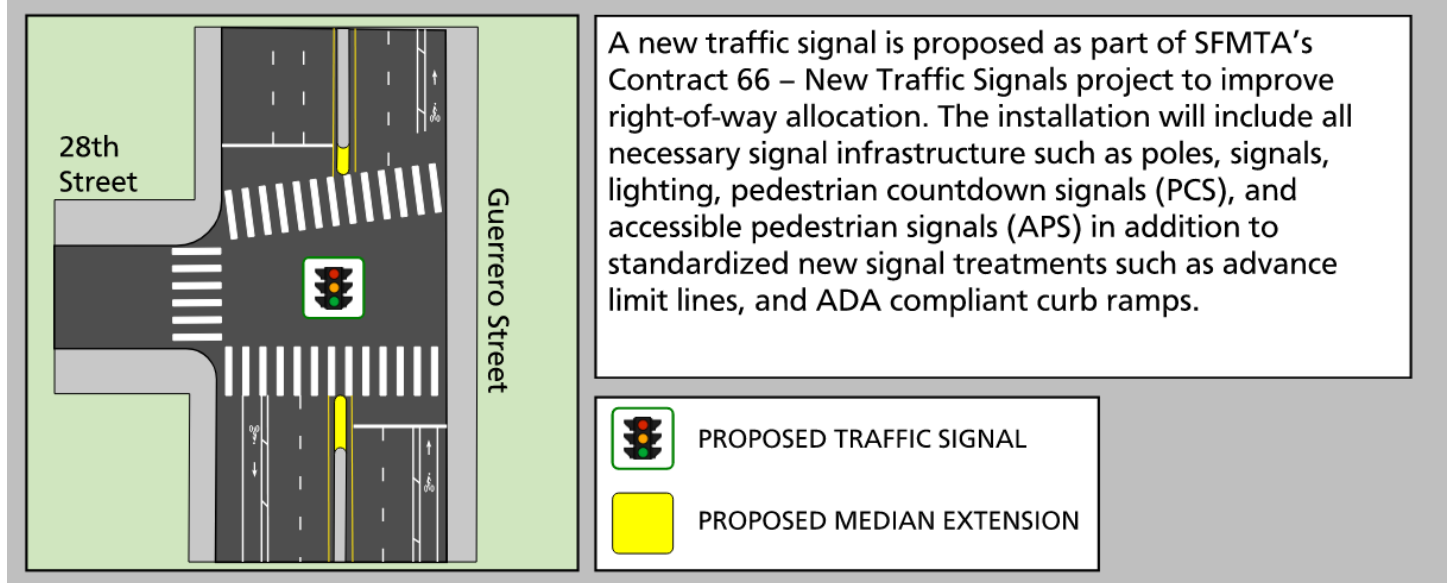 28th
Street
Guerrero Street
A new traffic signal is proposed as part of SFMTA’s
Contract 66 – New Traffic Signals project to improve
right-of-way allocation. The installation will include all
necessary signal infrastructure such as poles, signals,
lighting, pedestrian countdown signals (PCS), and
accessible pedestrian signals (APS) in addition to
standardized new signal treatments such as advance
limit lines, and ADA compliant curb ramps.
PROPOSED TRAFFIC SIGNAL
PROPOSED MEDIAN EXTENSION